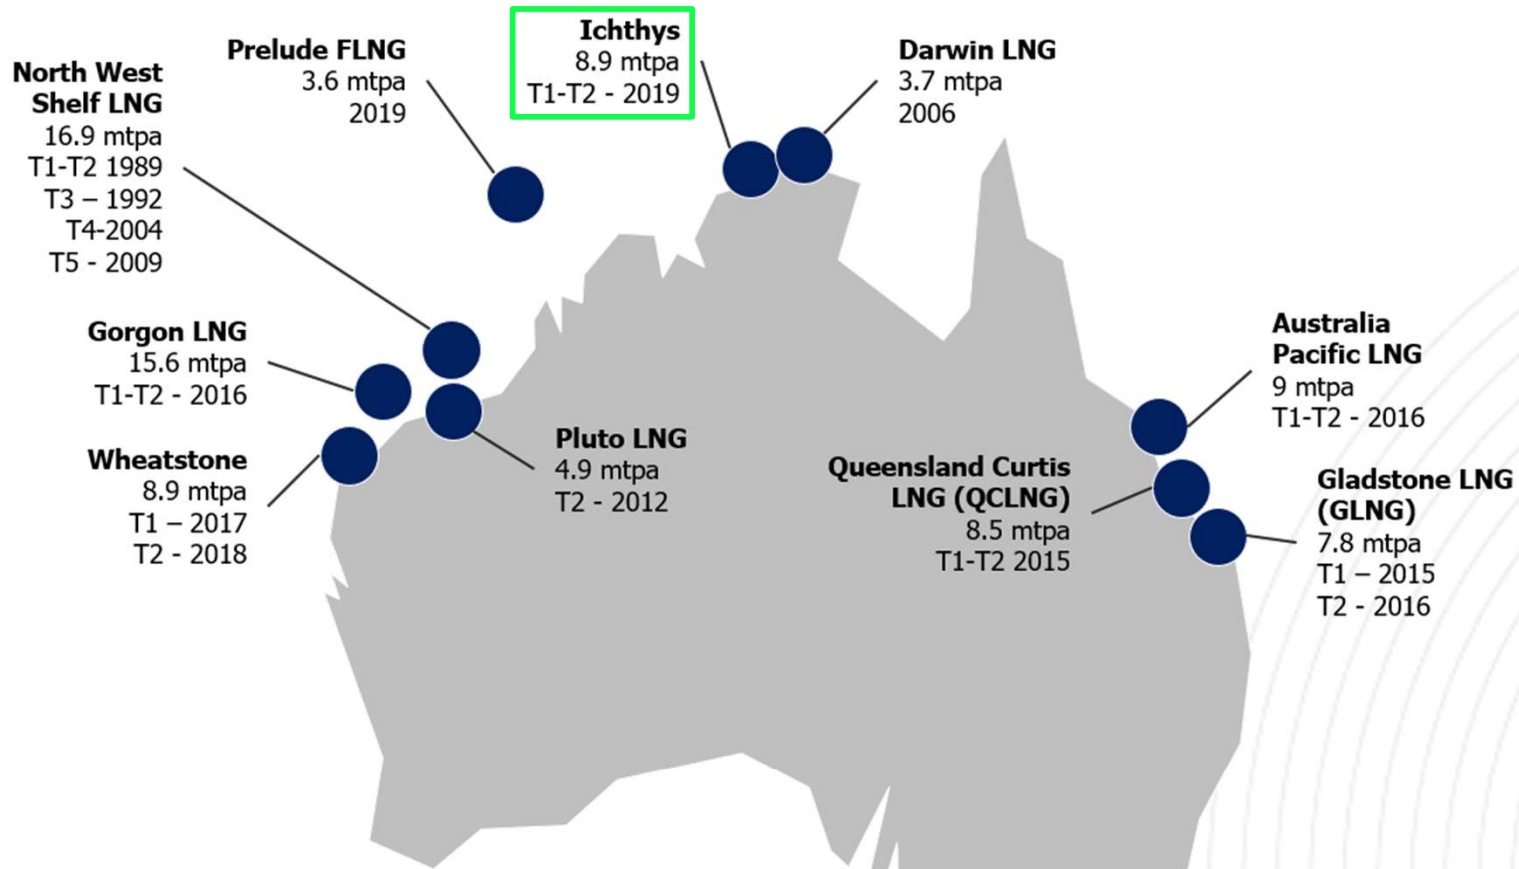 North West
Shelf LNG
16.9 mtpa
T1-T2 1989
T3 – 1992
T4-2004
T5 - 2009
Prelude FLNG
3.6 mtpa
2019
Ichthys
8.9 mtpa
T1-T2 - 2019
Darwin LNG
3.7 mtpa
2006
Gorgon LNG
15.6 mtpa
T1-T2 - 2016
Wheatstone
8.9 mtpa
T1 – 2017
T2 - 2018
Pluto LNG
4.9 mtpa
T2 - 2012
Queensland Curtis
LNG (QCLNG)
8.5 mtpa
T1-T2 2015
Australia
Pacific LNG
9 mtpa
T1-T2 - 2016
Gladstone LNG
(GLNG)
7.8 mtpa
T1 – 2015
T2 - 2016